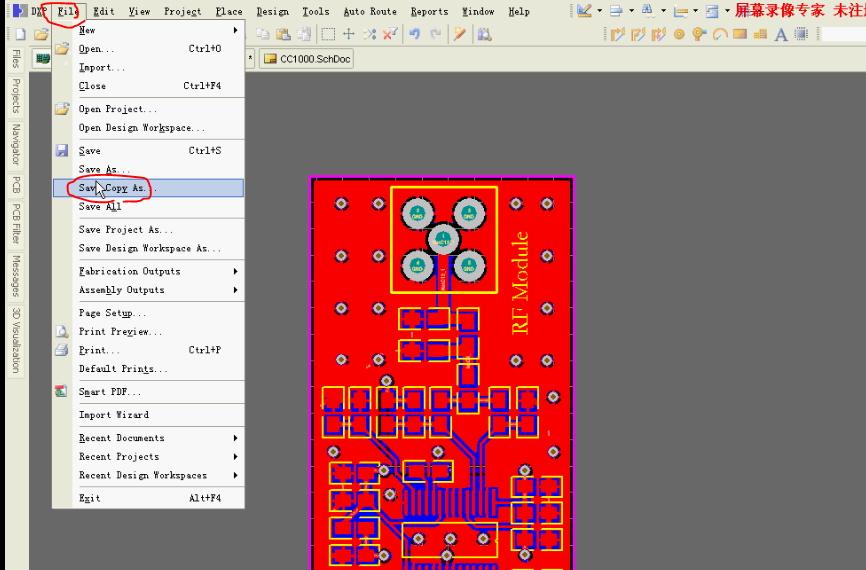 DXP File Edit View Project Place Design Tools Auto Route Reports Window Help
屏幕录像专家 未注
New
Open... Ctrl+O
Import...
Close Ctrl+F4
Open Project...
Open Design Workspace...
Save Ctrl+S
Save As...
Save Copy As...
Save All
Save Project As...
Save Design Workspace As...
Fabrication Outputs
Assembly Outputs
Page Setup...
Print Preview...
Print... Ctrl+P
Default Prints...
Smart PDF...
Import Wizard
Recent Documents
Recent Projects
Recent Design Workspaces
Exit Alt+F4
* CC1000.SchDoc
Files
Projects
Navigator
PCB
PCB Filter
Messages
3D Visualization
GND
GND
GND
GND
RF Module